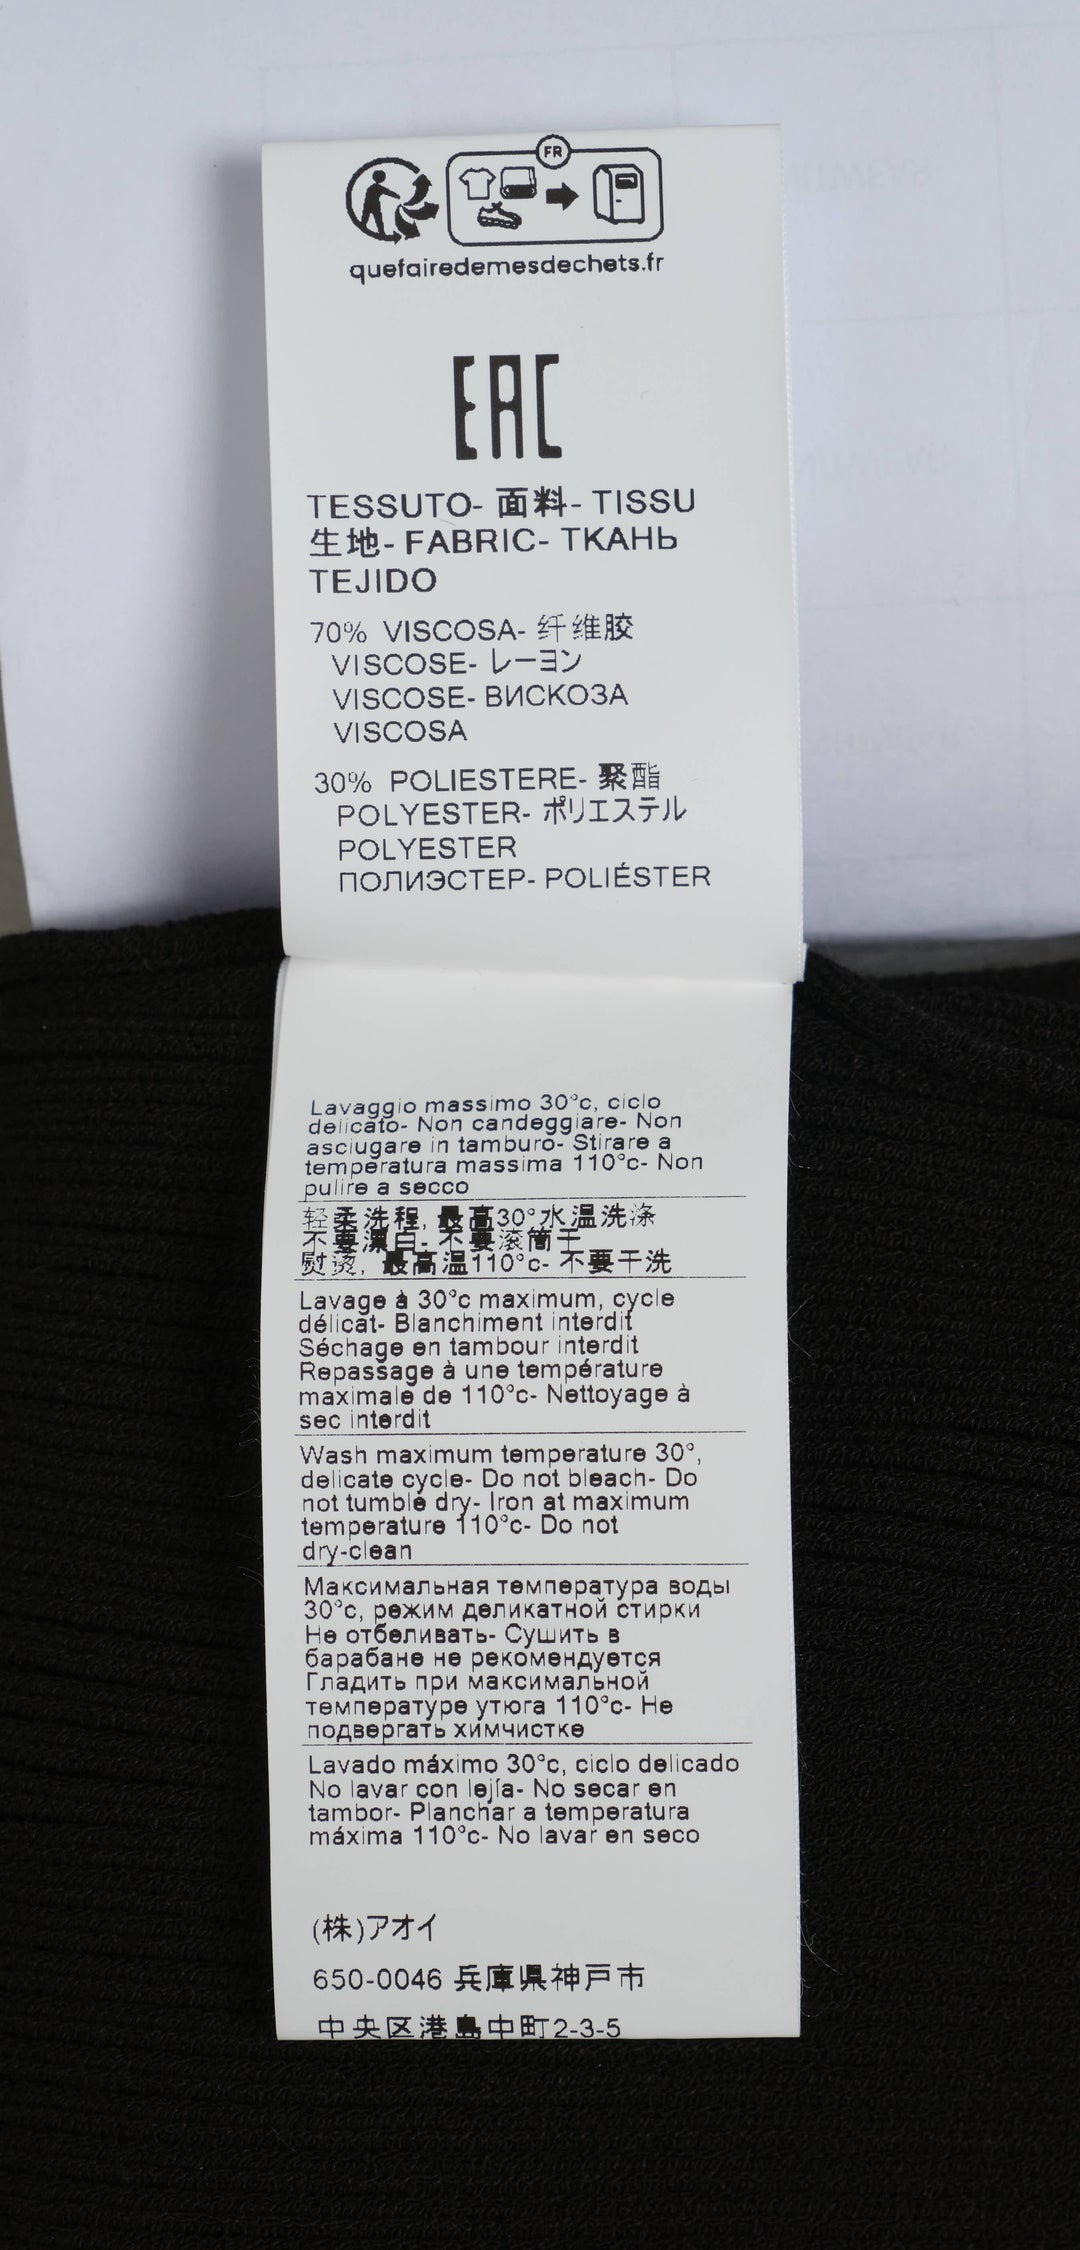 FR
quefairedemesdechets.fr
EAC
TESSUTO- 面料- TISSU
生地- FABRIC- ТКАНЬ
TEJIDO
70% VISCOSA- 纤维胶
VISCOSE- レーヨン
VISCOSE- ВИСКОЗА
VISCOSA
30% POLIESTERE- 聚酯
POLYESTER- ポリエステル
POLYESTER
ПОЛИЭСТЕР- POLIÉSTER
Lavaggio massimo 30°c, ciclo
delicato- Non candeggiare- Non
asciugare in tamburo- Stirare a
temperatura massima 110°c- Non
pulire a secco
轻柔洗程, 最高30°水温洗涤
不要漂白- 不要滚筒干
熨烫, 最高温110°c- 不要干洗
Lavage à 30°c maximum, cycle
délicat- Blanchiment interdit
Séchage en tambour interdit
Repassage à une température
maximale de 110°c- Nettoyage à
sec interdit
Wash maximum temperature 30°,
delicate cycle- Do not bleach- Do
not tumble dry- Iron at maximum
temperature 110°c- Do not
dry-clean
Максимальная температура воды
30°c, режим деликатной стирки
Не отбеливать- Сушить в
барабане не рекомендуется
Гладить при максимальной
температуре утюга 110°c- Не
подвергать химчистке
Lavado máximo 30°c, ciclo delicado
No lavar con lejía- No secar en
tambor- Planchar a temperatura
máxima 110°c- No lavar en seco
(株)アオイ
650-0046 兵庫県神戸市
中央区港島中町2-3-5